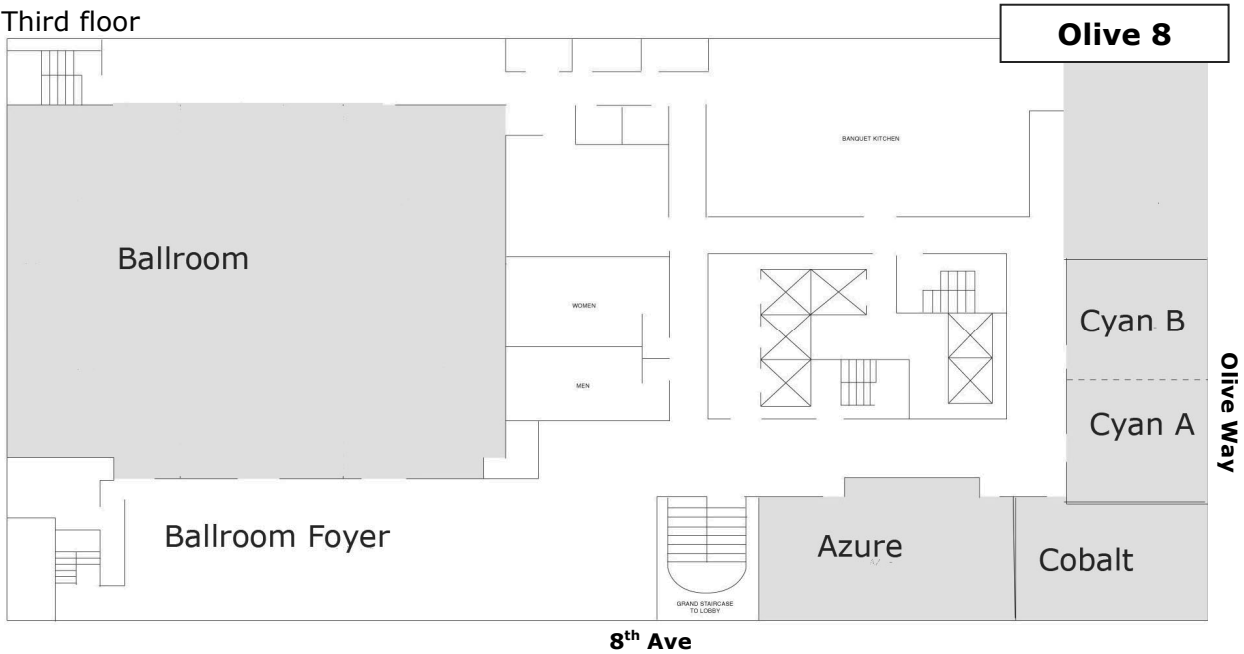 Third floor
Olive 8
BANQUET KITCHEN
Ballroom
WOMEN
Cyan B
MEN
Cyan A
Olive Way
Ballroom Foyer
Azure
Cobalt
GRAND STAIRCASE
TO LOBBY
8th Ave